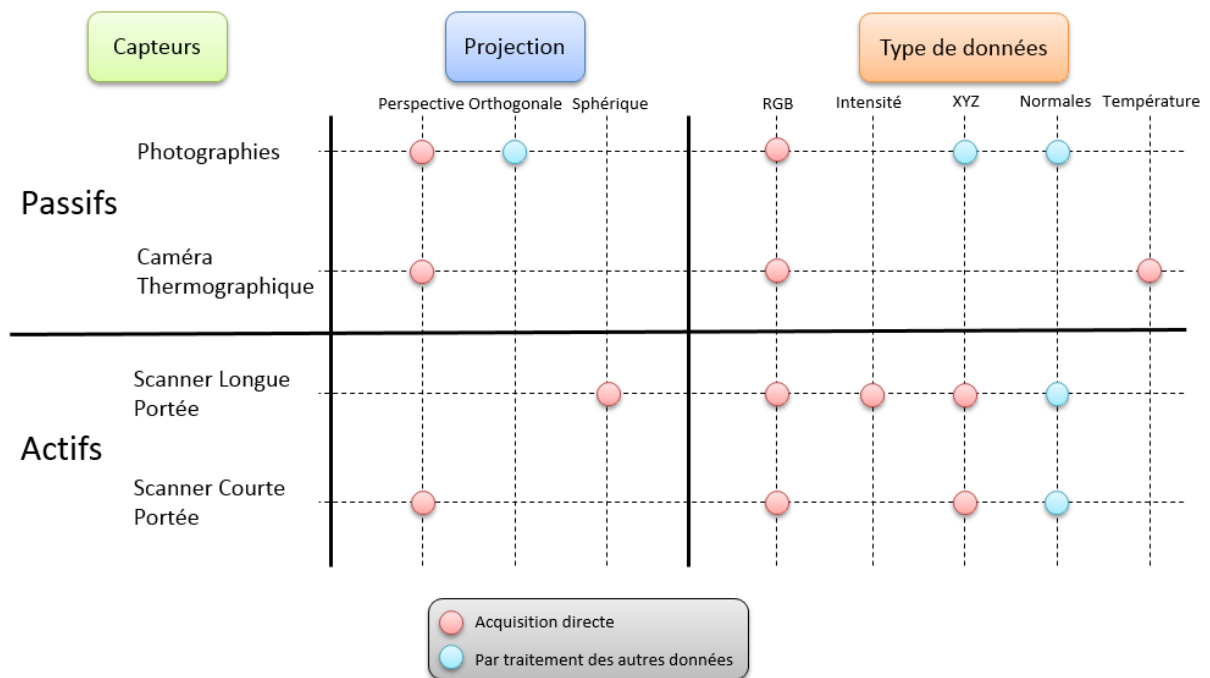 Capteurs
Projection
Type de données
Perspective Orthogonale Sphérique
RGB Intensité XYZ Normales Température
Photographies
Passifs
Caméra
Thermographique
Scanner Longue
Portée
Actifs
Scanner Courte
Portée
Acquisition directe
Par traitement des autres données